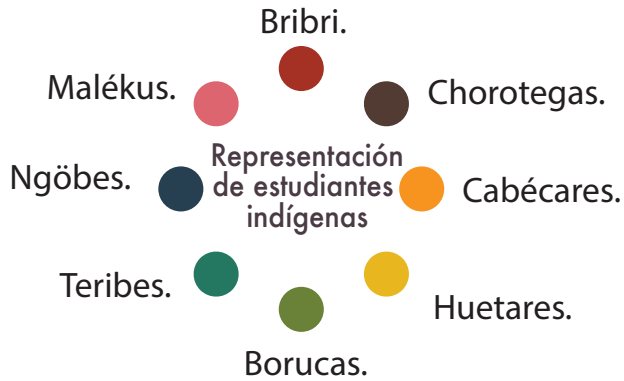 Bribri.
Malékus.
Chorotegas.
Representación
de estudiantes
indígenas
Ngöbes.
Cabécares.
Teribes.
Huetares.
Borucas.